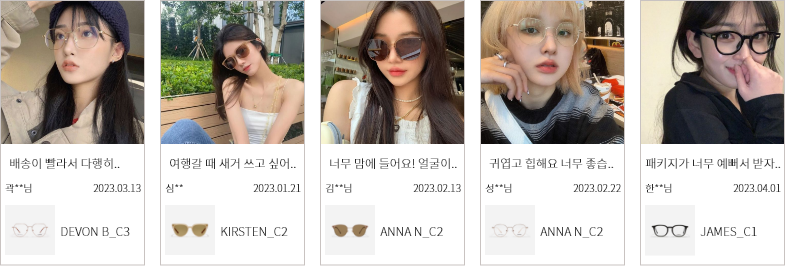 배송이 빨라서 다행히..
곽**님 2023.03.13
DEVON B_C3
여행갈 때 새거 쓰고 싶어..
심** 2023.01.21
KIRSTEN_C2
너무 맘에 들어요! 얼굴이..
김**님 2023.02.13
ANNA N_C2
귀엽고 힙해요 너무 좋습..
성**님 2023.02.22
ANNA N_C2
패키지가 너무 예뻐서 받자..
한**님 2023.04.01
JAMES_C1